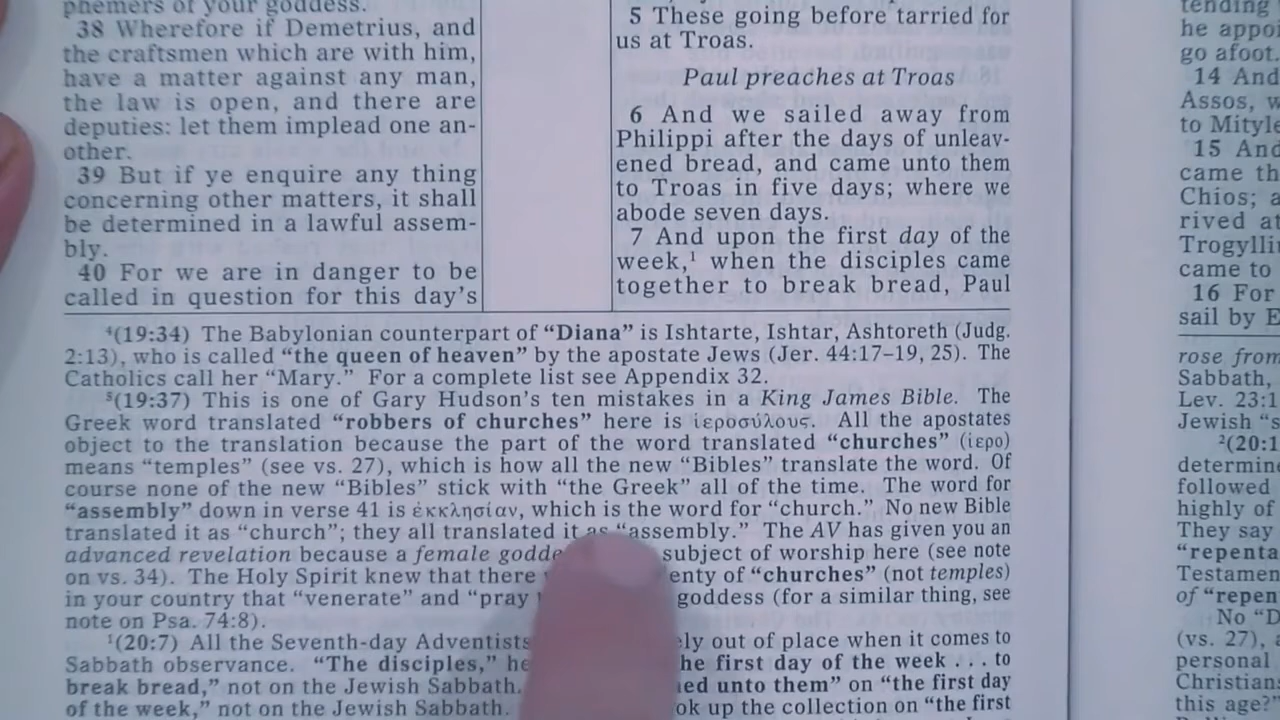 phemers of your goddess.
38 Wherefore if Demetrius, and
the craftsmen which are with him,
have a matter against any man,
the law is open, and there are
deputies: let them implead one an-
other.
39 But if ye enquire any thing
concerning other matters, it shall
be determined in a lawful assem-
bly.
40 For we are in danger to be
called in question for this day's
5 These going before tarried for
us at Troas.
Paul preaches at Troas
6 And we sailed away from
Philippi after the days of unleav-
ened bread, and came unto them
to Troas in five days; where we
abode seven days.
7 And upon the first day of the
week,¹ when the disciples came
together to break bread, Paul
⁴(19:34) The Babylonian counterpart of "Diana" is Ishtarte, Ishtar, Ashtoreth (Judg.
2:13), who is called "the queen of heaven" by the apostate Jews (Jer. 44:17–19, 25). The
Catholics call her "Mary." For a complete list see Appendix 32.
⁵(19:37) This is one of Gary Hudson's ten mistakes in a King James Bible. The
Greek word translated "robbers of churches" here is ἱεροσύλους. All the apostates
object to the translation because the part of the word translated "churches" (ἱερο)
means "temples" (see vs. 27), which is how all the new "Bibles" translate the word. Of
course none of the new "Bibles" stick with "the Greek" all of the time. The word for
"assembly" down in verse 41 is ἐκκλησίαν, which is the word for "church." No new Bible
translated it as "church"; they all translated it as "assembly." The AV has given you an
advanced revelation because a female godde subject of worship here (see note
on vs. 34). The Holy Spirit knew that there enty of "churches" (not temples)
in your country that "venerate" and "pray goddess (for a similar thing, see
note on Psa. 74:8).
¹(20:7) All the Seventh-day Adventists ely out of place when it comes to
Sabbath observance. "The disciples," he he first day of the week . . . to
break bread," not on the Jewish Sabbath. ed unto them" on "the first day
of the week," not on the Jewish Sabbath. ok up the collection on "the first
tending
he appoi
go afoot.
14 And
Assos, w
to Mityle
15 And
came th
Chios; a
rived at
Trogylli
came to
16 For
sail by E
rose from
Sabbath,
Lev. 23:1
Jewish "s
²(20:1
determine
followed
highly of
They say
"repenta
Testamen
of "repen
No "D
(vs. 27), a
personal
Christians
this age?"